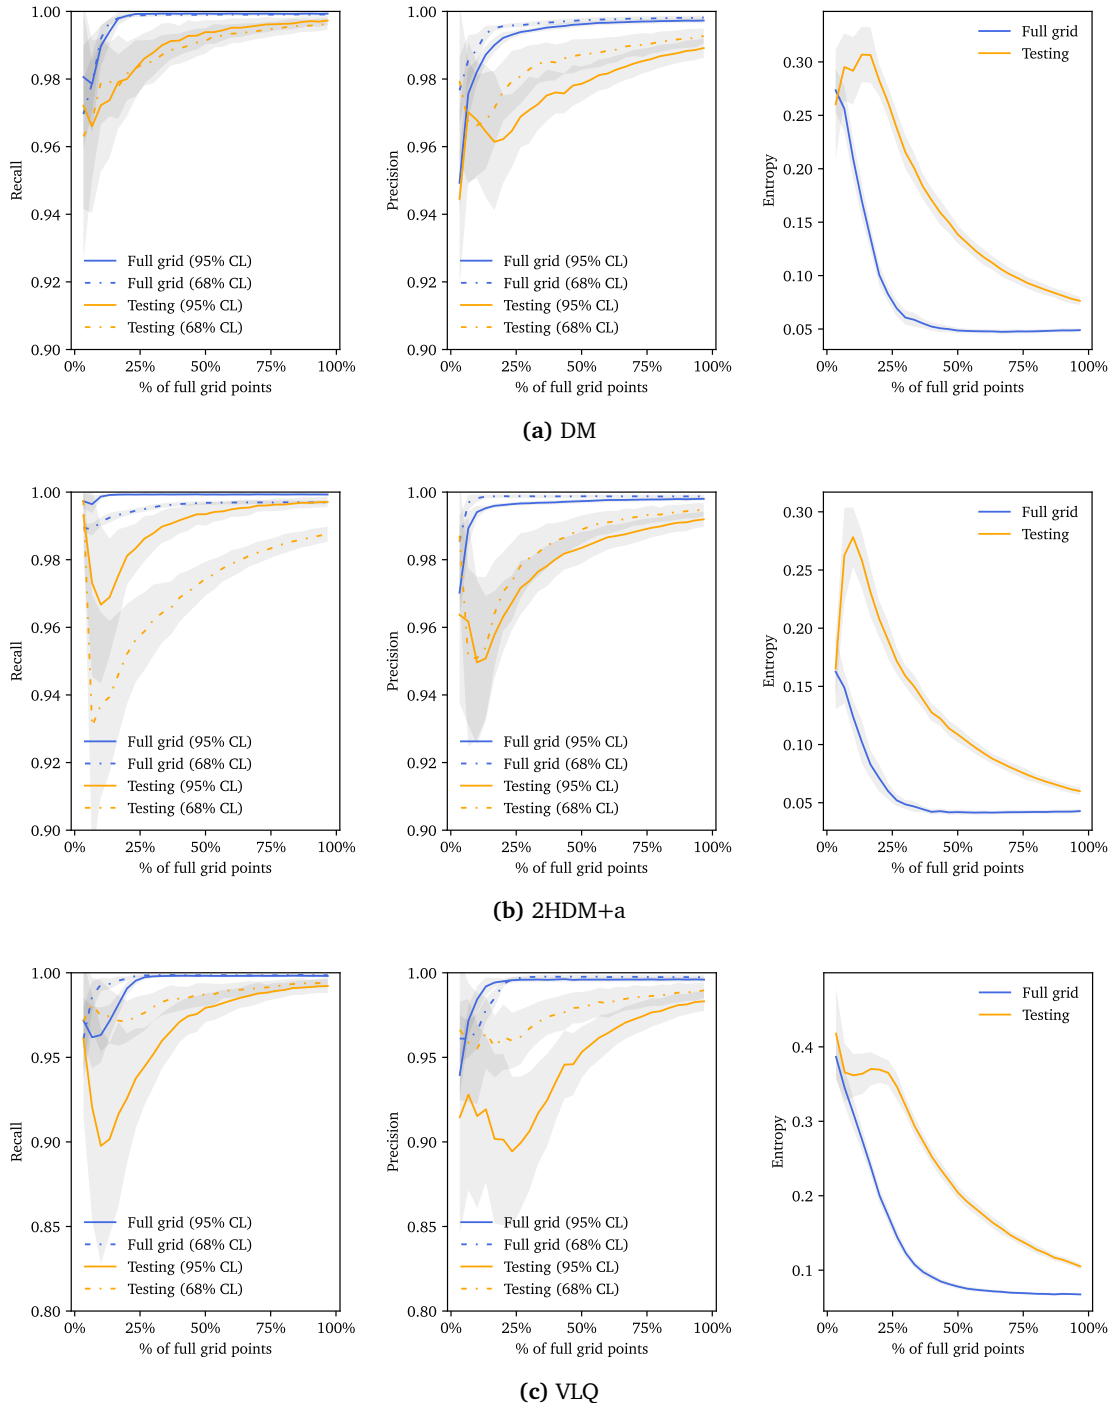 1.00
0.98
0.96
0.94
0.92
0.90
Recall
Full grid (95% CL)
Full grid (68% CL)
Testing (95% CL)
Testing (68% CL)
0% 25% 50% 75% 100%
% of full grid points
1.00
0.98
0.96
0.94
0.92
0.90
Precision
Full grid (95% CL)
Full grid (68% CL)
Testing (95% CL)
Testing (68% CL)
0% 25% 50% 75% 100%
% of full grid points
0.30
0.25
0.20
0.15
0.10
0.05
Entropy
Full grid
Testing
0% 25% 50% 75% 100%
% of full grid points
(a) DM
1.00
0.98
0.96
0.94
0.92
0.90
Recall
Full grid (95% CL)
Full grid (68% CL)
Testing (95% CL)
Testing (68% CL)
0% 25% 50% 75% 100%
% of full grid points
1.00
0.98
0.96
0.94
0.92
0.90
Precision
Full grid (95% CL)
Full grid (68% CL)
Testing (95% CL)
Testing (68% CL)
0% 25% 50% 75% 100%
% of full grid points
0.30
0.25
0.20
0.15
0.10
0.05
Entropy
Full grid
Testing
0% 25% 50% 75% 100%
% of full grid points
(b) 2HDM+a
1.00
0.95
0.90
0.85
0.80
Recall
Full grid (95% CL)
Full grid (68% CL)
Testing (95% CL)
Testing (68% CL)
0% 25% 50% 75% 100%
% of full grid points
1.00
0.95
0.90
0.85
0.80
Precision
Full grid (95% CL)
Full grid (68% CL)
Testing (95% CL)
Testing (68% CL)
0% 25% 50% 75% 100%
% of full grid points
0.4
0.3
0.2
0.1
Entropy
Full grid
Testing
0% 25% 50% 75% 100%
% of full grid points
(c) VLQ